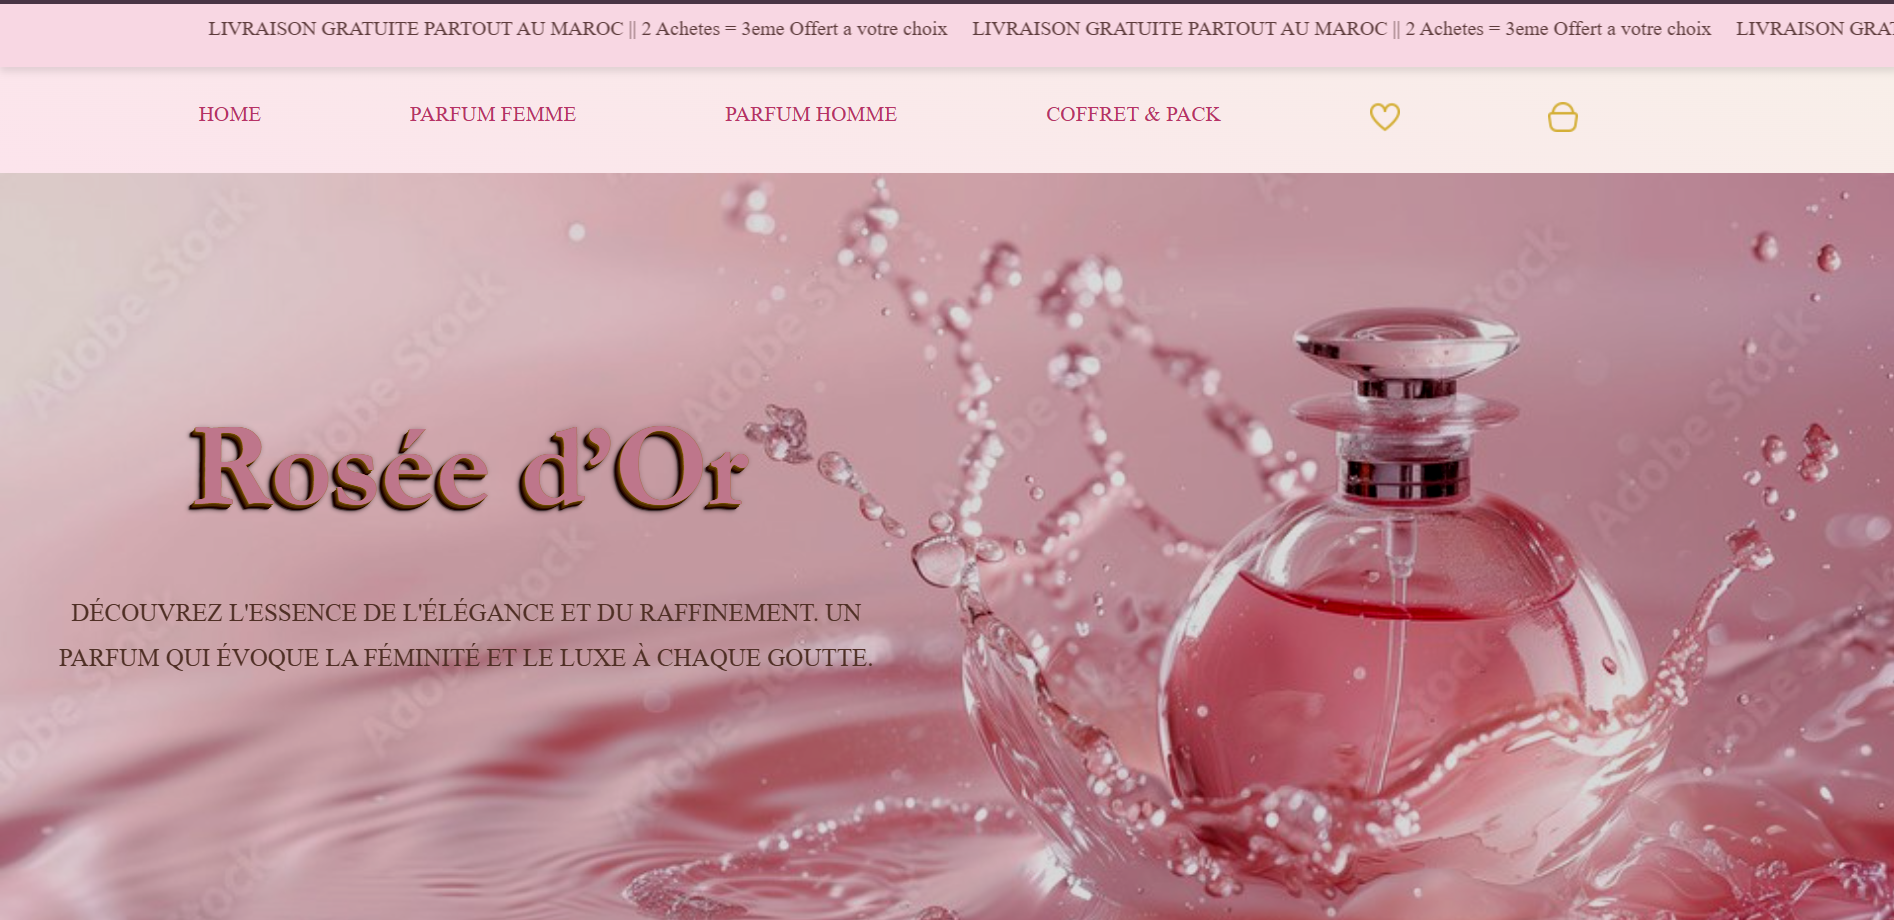 LIVRAISON GRATUITE PARTOUT AU MAROC || 2 Achetes = 3eme Offert a votre choix LIVRAISON GRATUITE PARTOUT AU MAROC || 2 Achetes = 3eme Offert a votre choix LIVRAISON
HOME PARFUM FEMME PARFUM HOMME COFFRET & PACK
Adobe Stock
Adobe Stock
Adobe Stock
Adobe Stock
Rosée d’Or
Adobe Stock
DÉCOUVREZ L'ESSENCE DE L'ÉLÉGANCE ET DU RAFFINEMENT. UN
PARFUM QUI ÉVOQUE LA FÉMINITÉ ET LE LUXE À CHAQUE GOUTTE.
Adobe Stock
Adobe Stock